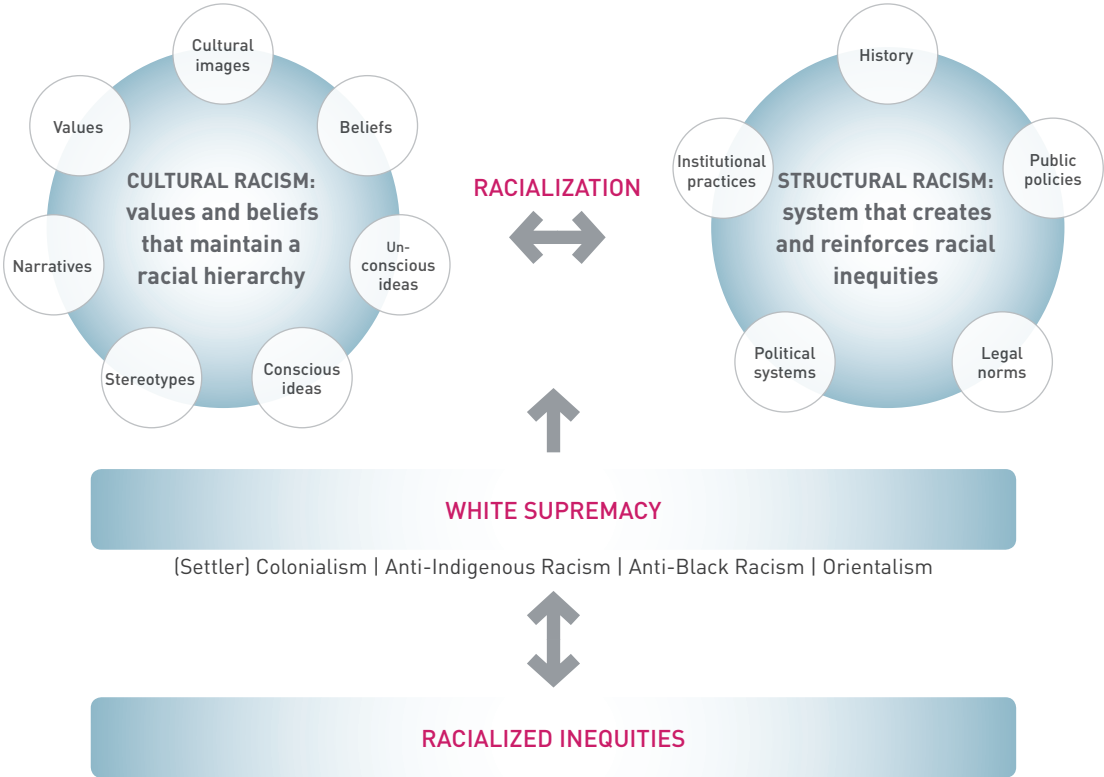 Cultural
images
Values
Beliefs
CULTURAL RACISM:
values and beliefs
that maintain a
racial hierarchy
Narratives
Un-
conscious
ideas
Stereotypes
Conscious
ideas
RACIALIZATION
History
Institutional
practices
Public
policies
STRUCTURAL RACISM:
system that creates
and reinforces racial
inequities
Political
systems
Legal
norms
WHITE SUPREMACY
(Settler) Colonialism | Anti-Indigenous Racism | Anti-Black Racism | Orientalism
RACIALIZED INEQUITIES